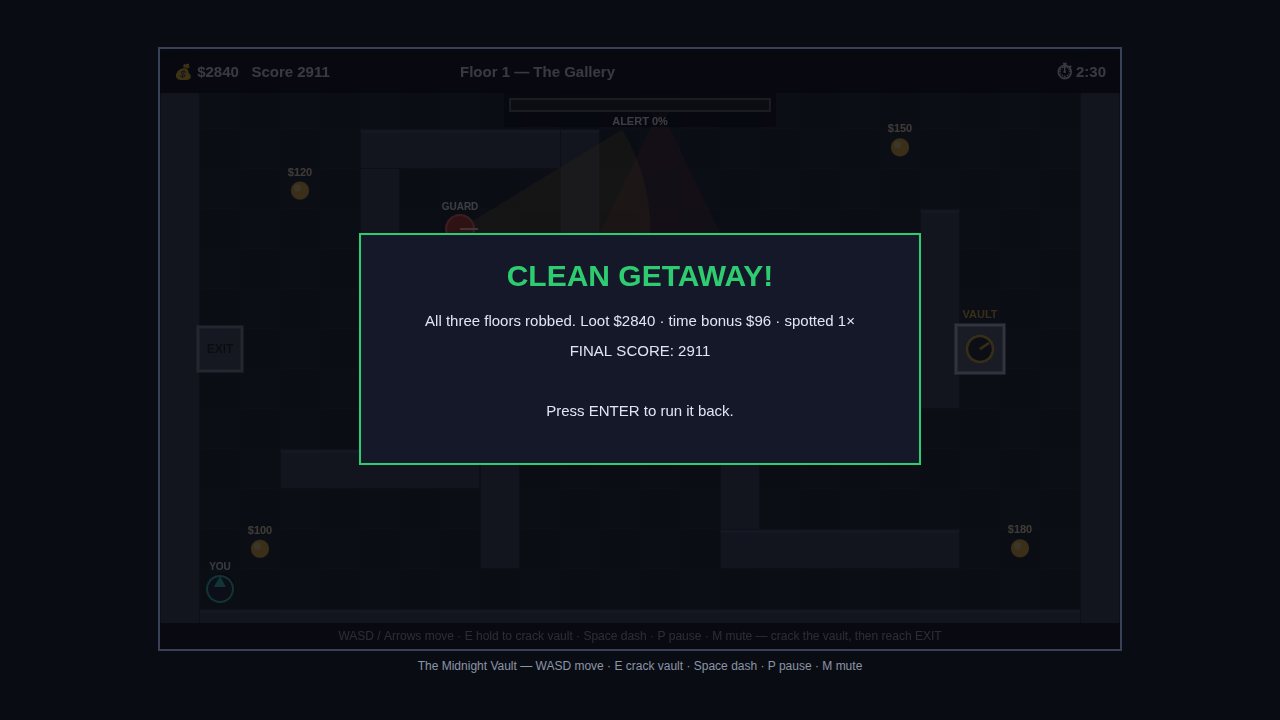 💰 $2840 Score 2911
Floor 1 — The Gallery
⏱ 2:30
ALERT 0%
$150
$120
GUARD
CLEAN GETAWAY!
All three floors robbed. Loot $2840 · time bonus $96 · spotted 1×
FINAL SCORE: 2911
Press ENTER to run it back.
VAULT
EXIT
$100
$180
YOU
WASD / Arrows move · E hold to crack vault · Space dash · P pause · M mute — crack the vault, then reach EXIT
The Midnight Vault — WASD move · E crack vault · Space dash · P pause · M mute